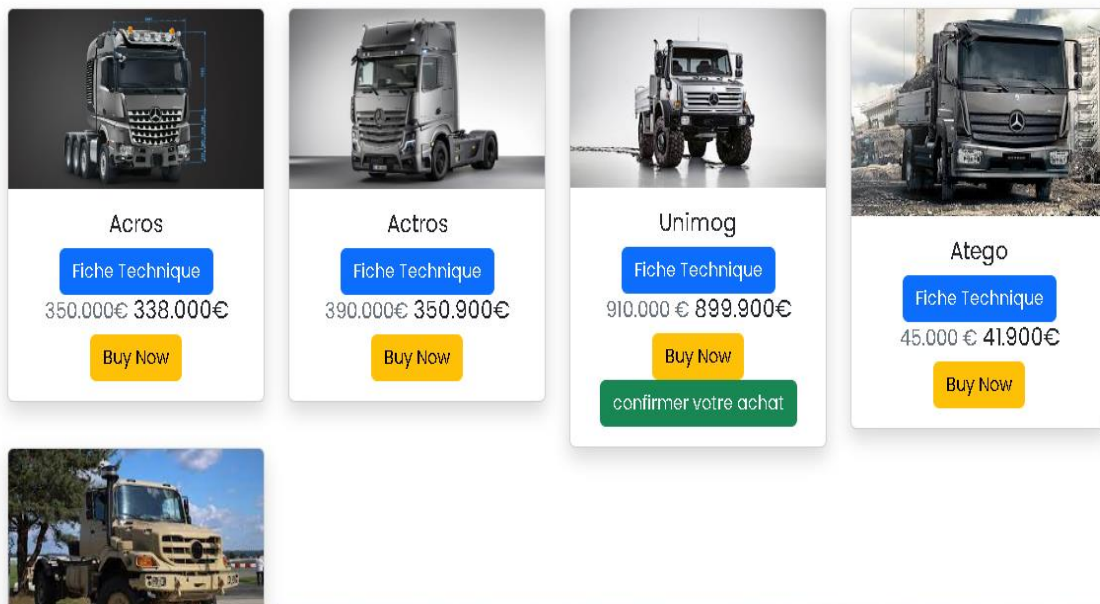 Acros
Fiche Technique
350.000€ 338.000€
Buy Now
Actros
Fiche Technique
390.000€ 350.900€
Buy Now
Unimog
Fiche Technique
910.000 € 899.900€
Buy Now
confirmer votre achat
Atego
Fiche Technique
45.000 € 41.900€
Buy Now